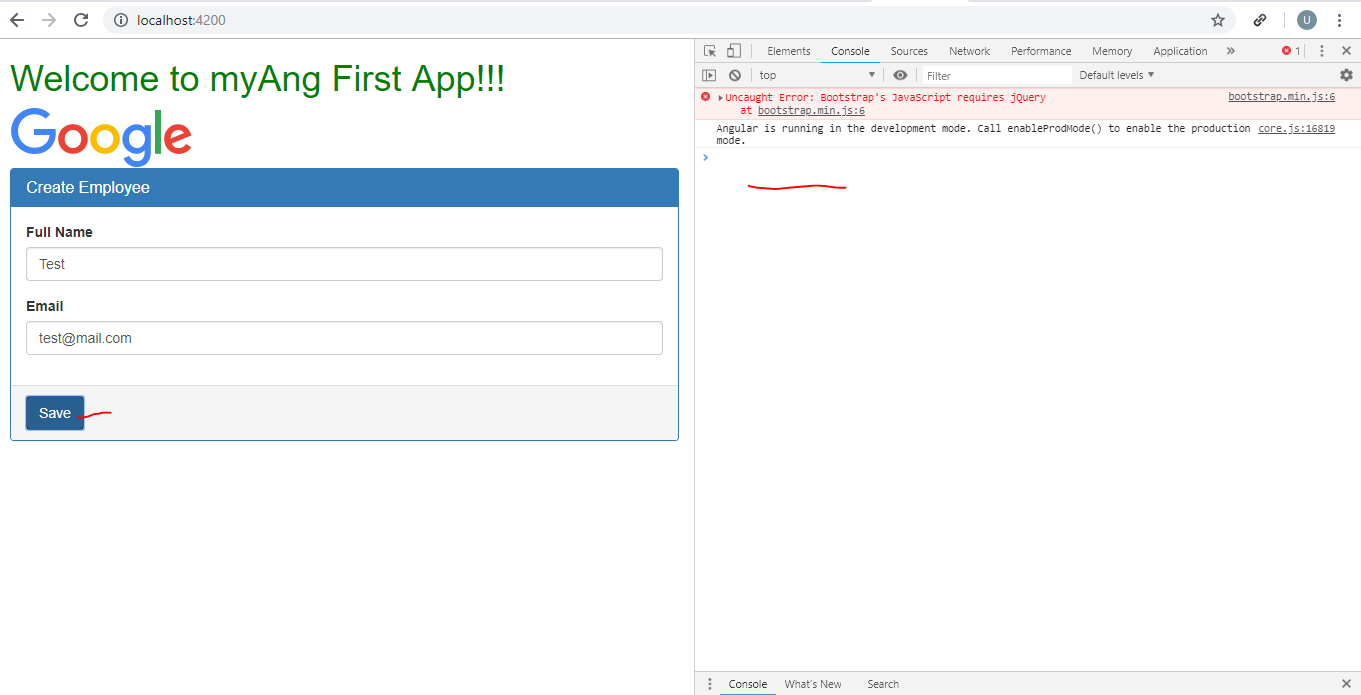 localhost:4200
U
Welcome to myAng First App!!!
Google
Create Employee
Full Name
Test
Email
test@mail.com
Save
Elements Console Sources Network Performance Memory Application » 1
top Filter Default levels
Uncaught Error: Bootstrap's JavaScript requires jQuery bootstrap.min.js:6
at bootstrap.min.js:6
Angular is running in the development mode. Call enableProdMode() to enable the production core.js:16819
mode.
Console What's New Search